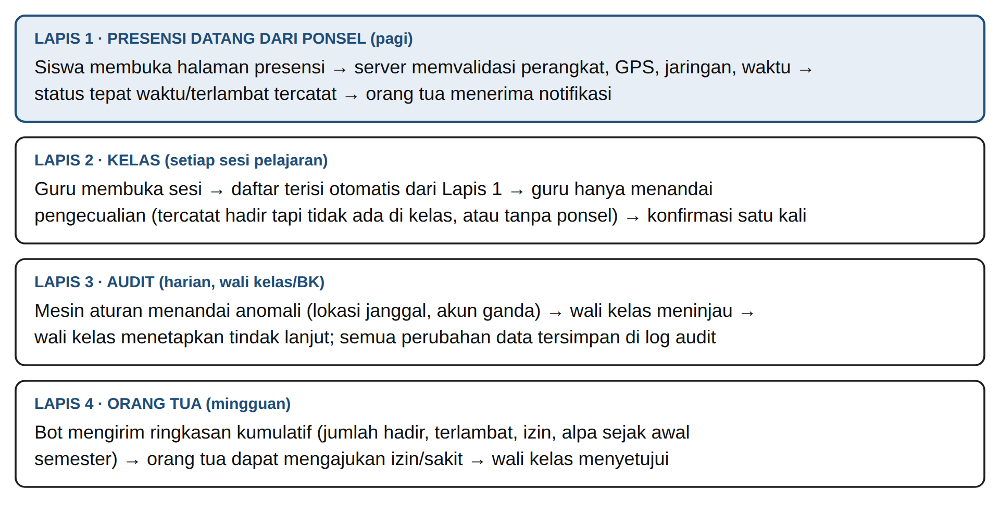 LAPIS 1 · PRESENSI DATANG DARI PONSEL (pagi)
Siswa membuka halaman presensi → server memvalidasi perangkat, GPS, jaringan, waktu →
status tepat waktu/terlambat tercatat → orang tua menerima notifikasi
LAPIS 2 · KELAS (setiap sesi pelajaran)
Guru membuka sesi → daftar terisi otomatis dari Lapis 1 → guru hanya menandai
pengecualian (tercatat hadir tapi tidak ada di kelas, atau tanpa ponsel) → konfirmasi satu kali
LAPIS 3 · AUDIT (harian, wali kelas/BK)
Mesin aturan menandai anomali (lokasi janggal, akun ganda) → wali kelas meninjau →
wali kelas menetapkan tindak lanjut; semua perubahan data tersimpan di log audit
LAPIS 4 · ORANG TUA (mingguan)
Bot mengirim ringkasan kumulatif (jumlah hadir, terlambat, izin, alpa sejak awal
semester) → orang tua dapat mengajukan izin/sakit → wali kelas menyetujui